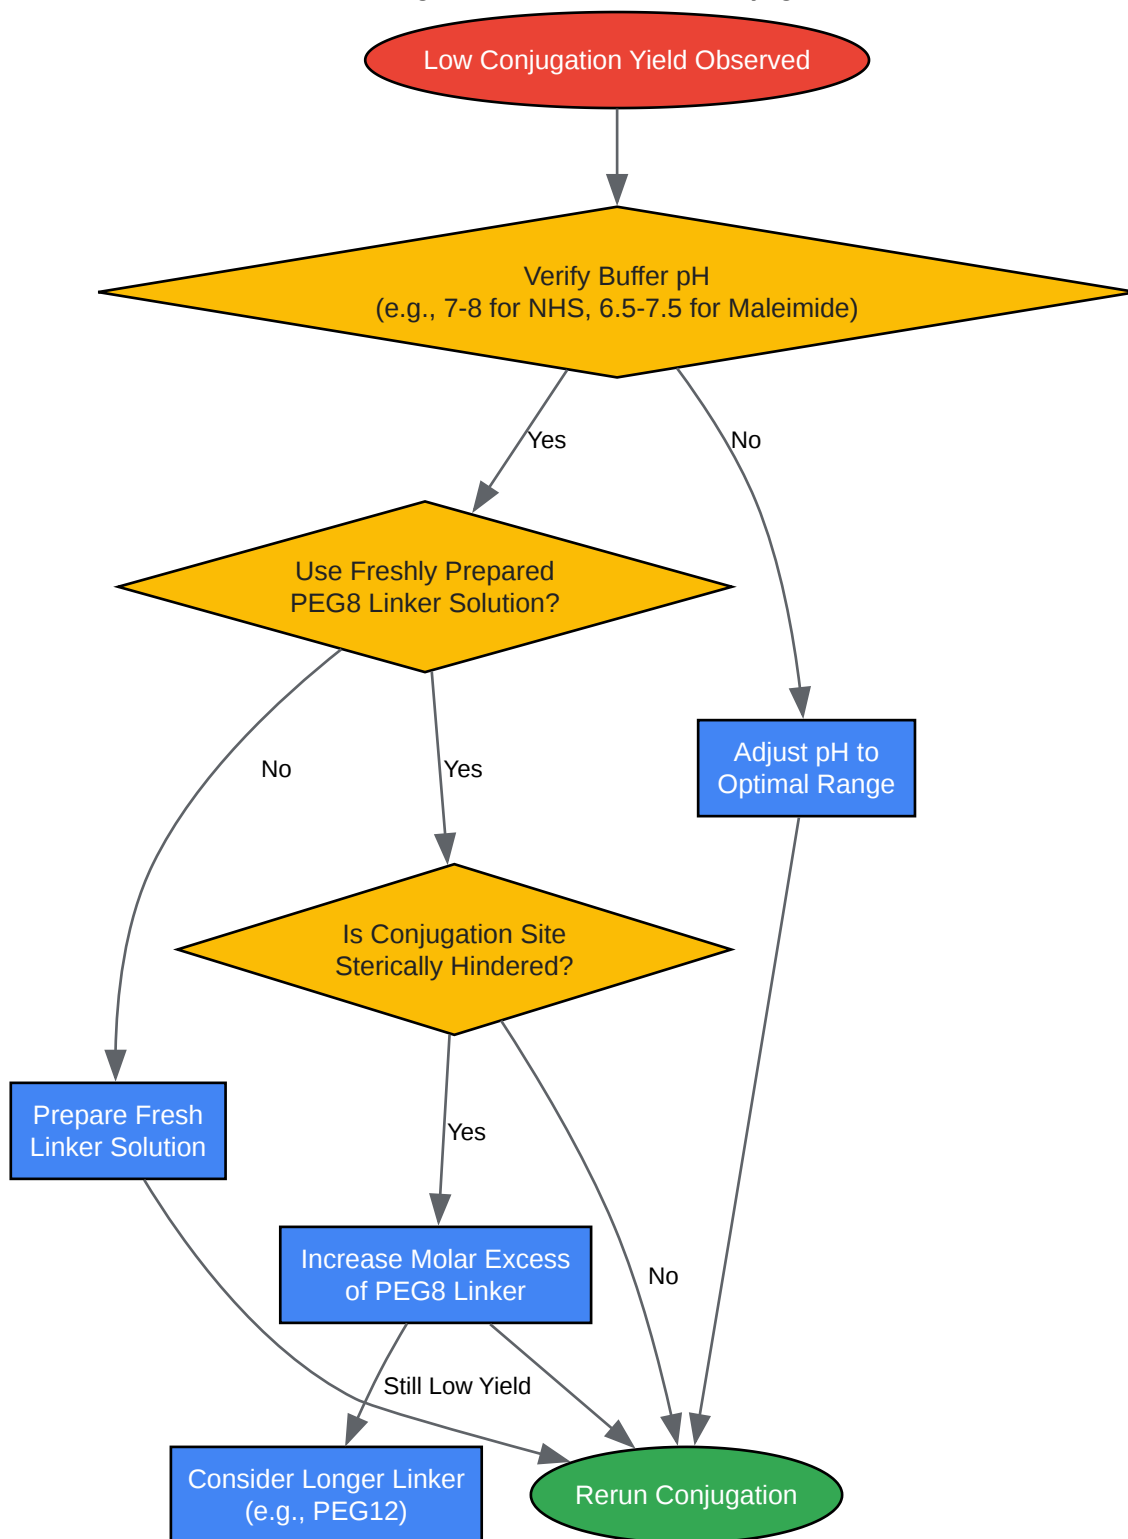 Low Conjugation Yield Observed
Verify Buffer pH
(e.g., 7-8 for NHS, 6.5-7.5 for Maleimide)
Yes
No
Use Freshly Prepared
PEG8 Linker Solution?
No
Yes
Adjust pH to
Optimal Range
Is Conjugation Site
Sterically Hindered?
Prepare Fresh
Linker Solution
Yes
Increase Molar Excess
of PEG8 Linker
No
Still Low Yield
Consider Longer Linker
(e.g., PEG12)
Rerun Conjugation